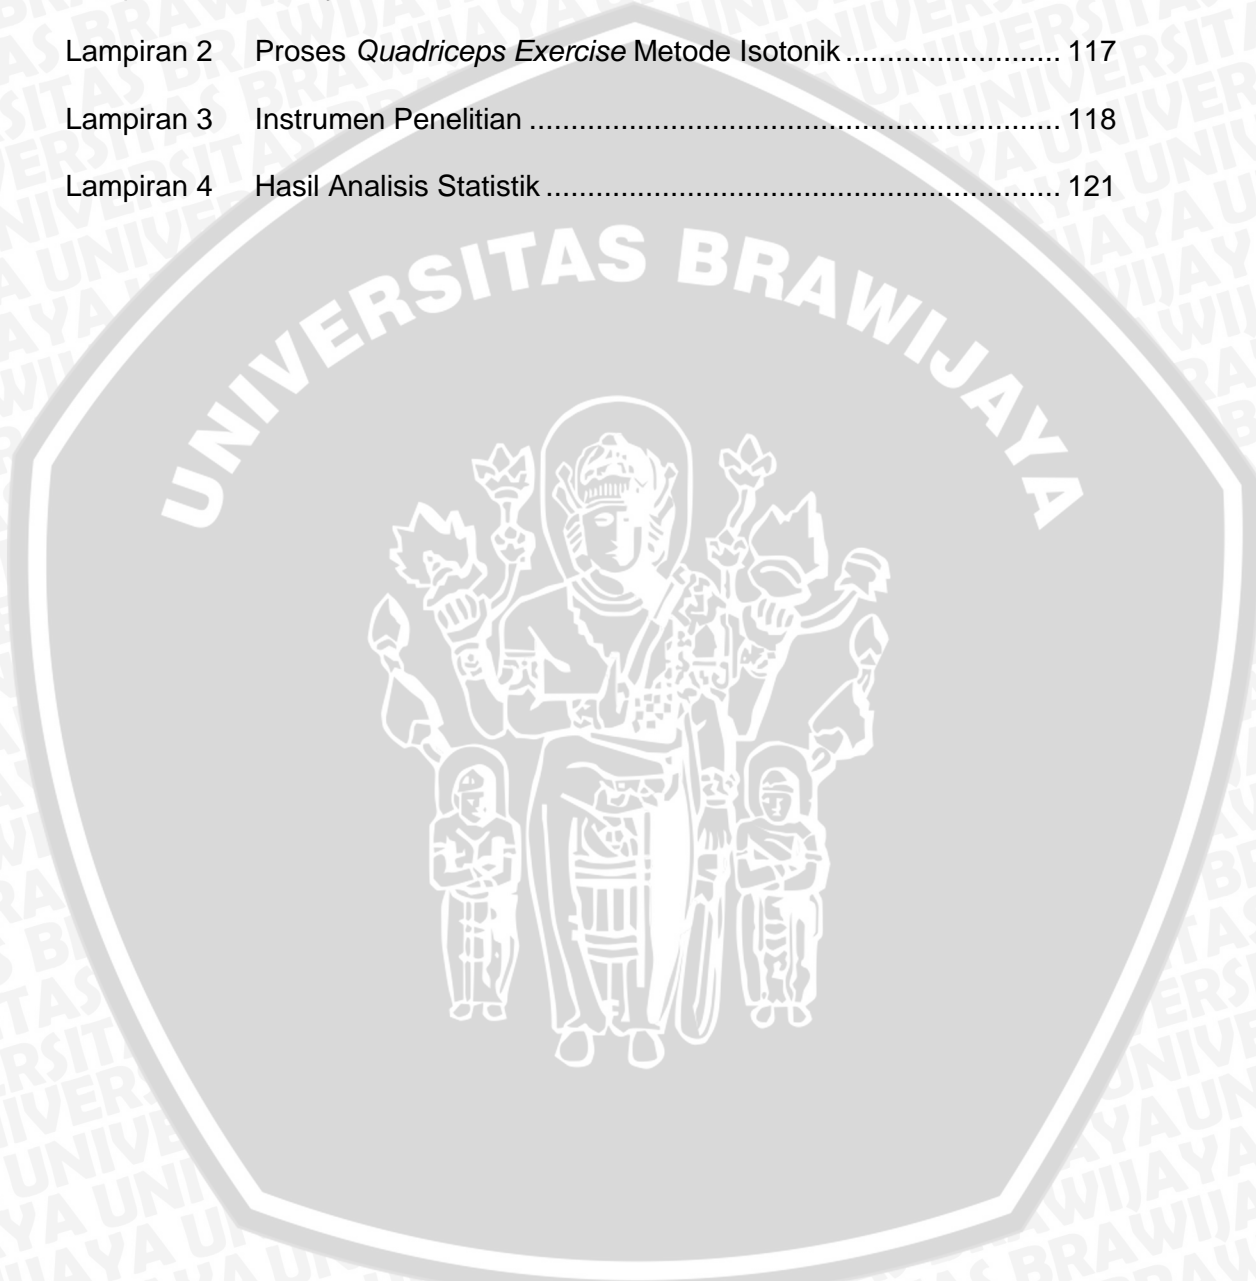 Lampiran 2 Proses Quadriceps Exercise Metode Isotonik .......................... 117
Lampiran 3 Instrumen Penelitian ................................................................ 118
Lampiran 4 Hasil Analisis Statistik .............................................................. 121
UNIVERSITAS BRAWIJAYA